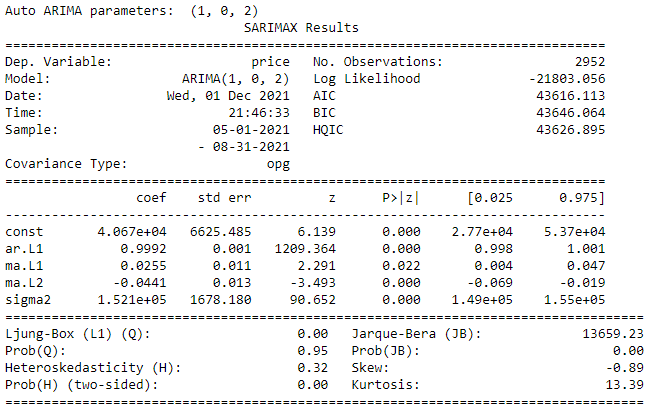 Auto ARIMA parameters:  (1, 0, 2)
                               SARIMAX Results
==============================================================================
Dep. Variable:                  price   No. Observations:                 2952
Model:                 ARIMA(1, 0, 2)   Log Likelihood              -21803.056
Date:                Wed, 01 Dec 2021   AIC                          43616.113
Time:                        21:46:33   BIC                          43646.064
Sample:                    05-01-2021   HQIC                         43626.895
                         - 08-31-2021
Covariance Type:                  opg
==============================================================================
                 coef    std err          z      P>|z|      [0.025      0.975]
------------------------------------------------------------------------------
const       4.067e+04   6625.485      6.139      0.000    2.77e+04    5.37e+04
ar.L1          0.9992      0.001   1209.364      0.000       0.998       1.001
ma.L1          0.0255      0.011      2.291      0.022       0.004       0.047
ma.L2         -0.0441      0.013     -3.493      0.000      -0.069      -0.019
sigma2      1.521e+05   1678.180     90.652      0.000    1.49e+05    1.55e+05
===================================================================================
Ljung-Box (L1) (Q):                   0.00   Jarque-Bera (JB):             13659.23
Prob(Q):                              0.95   Prob(JB):                         0.00
Heteroskedasticity (H):               0.32   Skew:                            -0.89
Prob(H) (two-sided):                  0.00   Kurtosis:                        13.39
===================================================================================